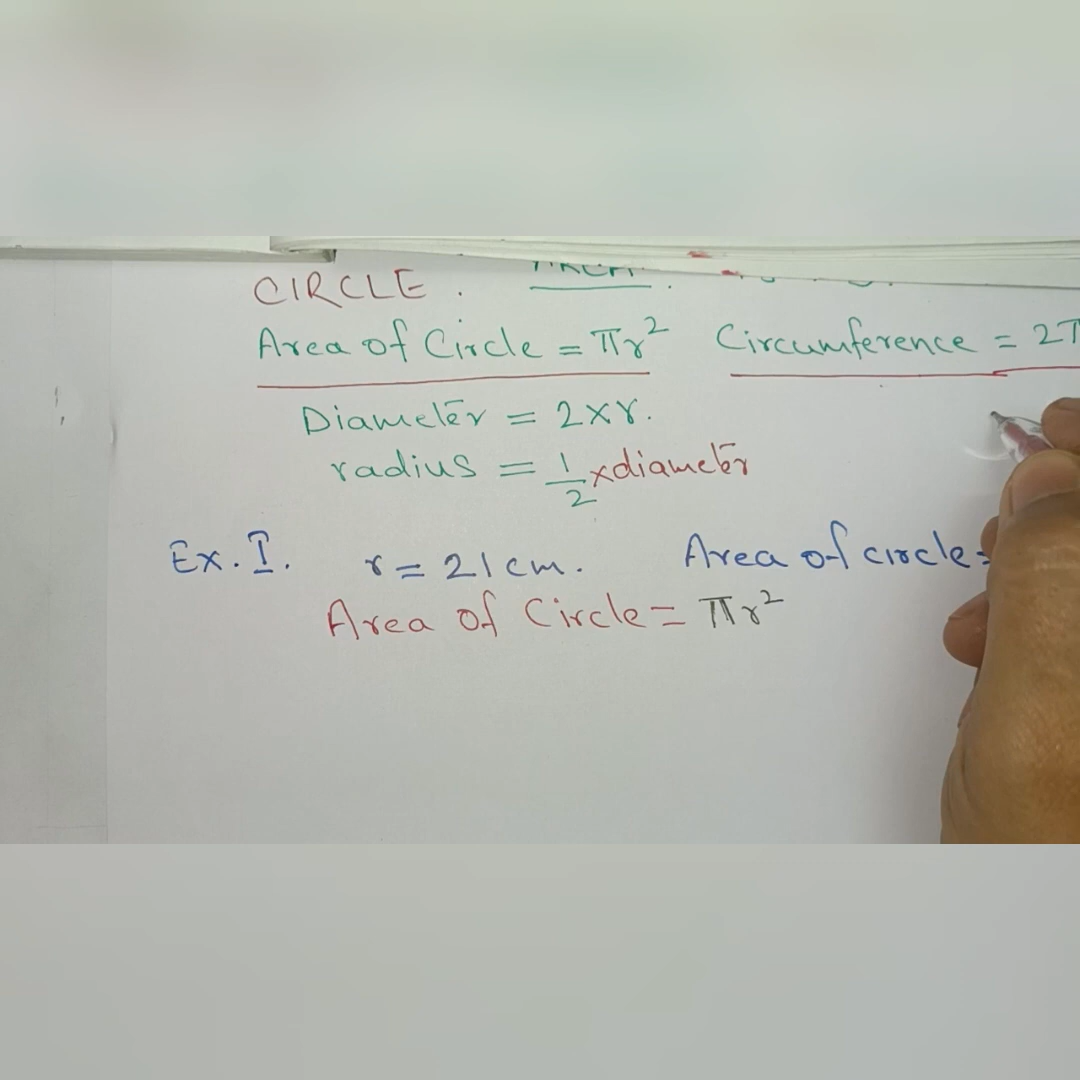 CIRCLE.
Area of Circle = πr² Circumference = 2π
Diameter = 2×r.
radius = 1/2 × diameter
Ex. I. r = 21 cm. Area of circle =
Area of Circle = πr²